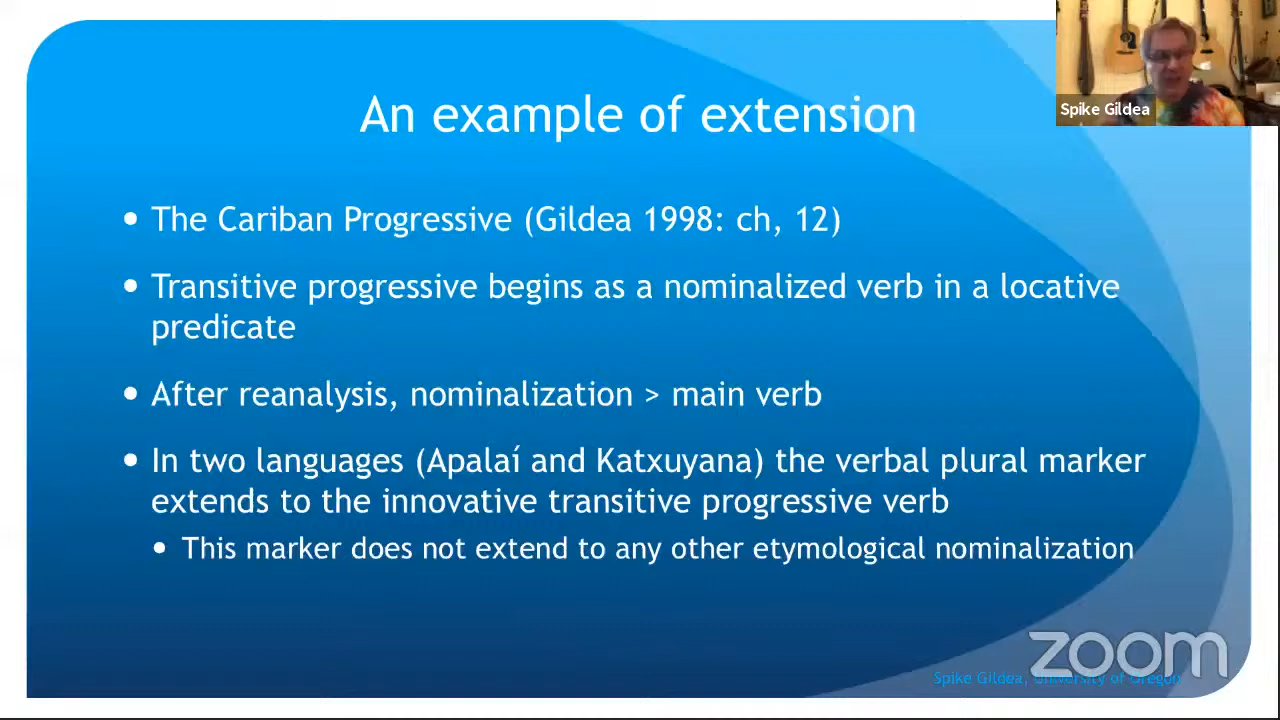 An example of extension
Spike Gildea
• The Cariban Progressive (Gildea 1998: ch, 12)
• Transitive progressive begins as a nominalized verb in a locative
predicate
• After reanalysis, nominalization > main verb
• In two languages (Apalaí and Katxuyana) the verbal plural marker
extends to the innovative transitive progressive verb
• This marker does not extend to any other etymological nominalization
zoom
Spike Gildea, University of Oregon